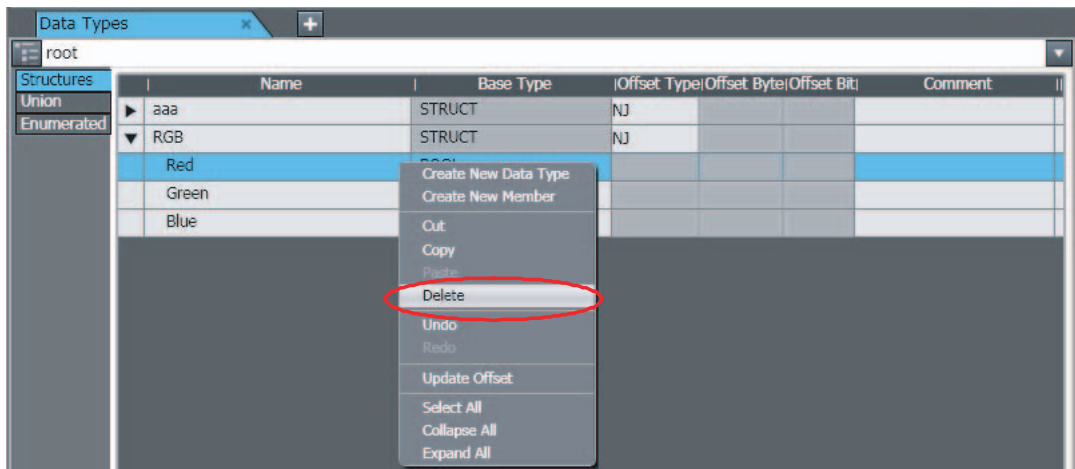 Data Types
root
Structures
Union
Enumerated
Name Base Type Offset Type Offset Byte Offset Bit Comment
aaa STRUCT NJ
RGB STRUCT NJ
Red BOOL
Green
Blue
Create New Data Type
Create New Member
Cut
Copy
Paste
Delete
Undo
Redo
Update Offset
Select All
Collapse All
Expand All